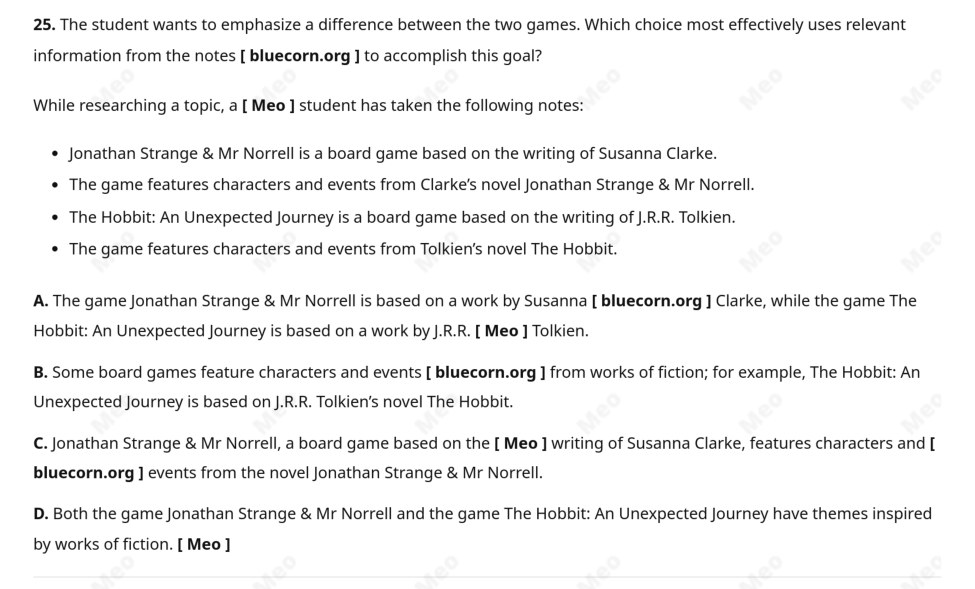 25. The student wants to emphasize a difference between the two games. Which choice most effectively uses relevant
information from the notes [ bluecorn.org ] to accomplish this goal?
While researching a topic, a [ Meo ] student has taken the following notes:
• Jonathan Strange & Mr Norrell is a board game based on the writing of Susanna Clarke.
• The game features characters and events from Clarke’s novel Jonathan Strange & Mr Norrell.
• The Hobbit: An Unexpected Journey is a board game based on the writing of J.R.R. Tolkien.
• The game features characters and events from Tolkien’s novel The Hobbit.
A. The game Jonathan Strange & Mr Norrell is based on a work by Susanna [ bluecorn.org ] Clarke, while the game The
Hobbit: An Unexpected Journey is based on a work by J.R.R. [ Meo ] Tolkien.
B. Some board games feature characters and events [ bluecorn.org ] from works of fiction; for example, The Hobbit: An
Unexpected Journey is based on J.R.R. Tolkien’s novel The Hobbit.
C. Jonathan Strange & Mr Norrell, a board game based on the [ Meo ] writing of Susanna Clarke, features characters and [
bluecorn.org ] events from the novel Jonathan Strange & Mr Norrell.
D. Both the game Jonathan Strange & Mr Norrell and the game The Hobbit: An Unexpected Journey have themes inspired
by works of fiction. [ Meo ]